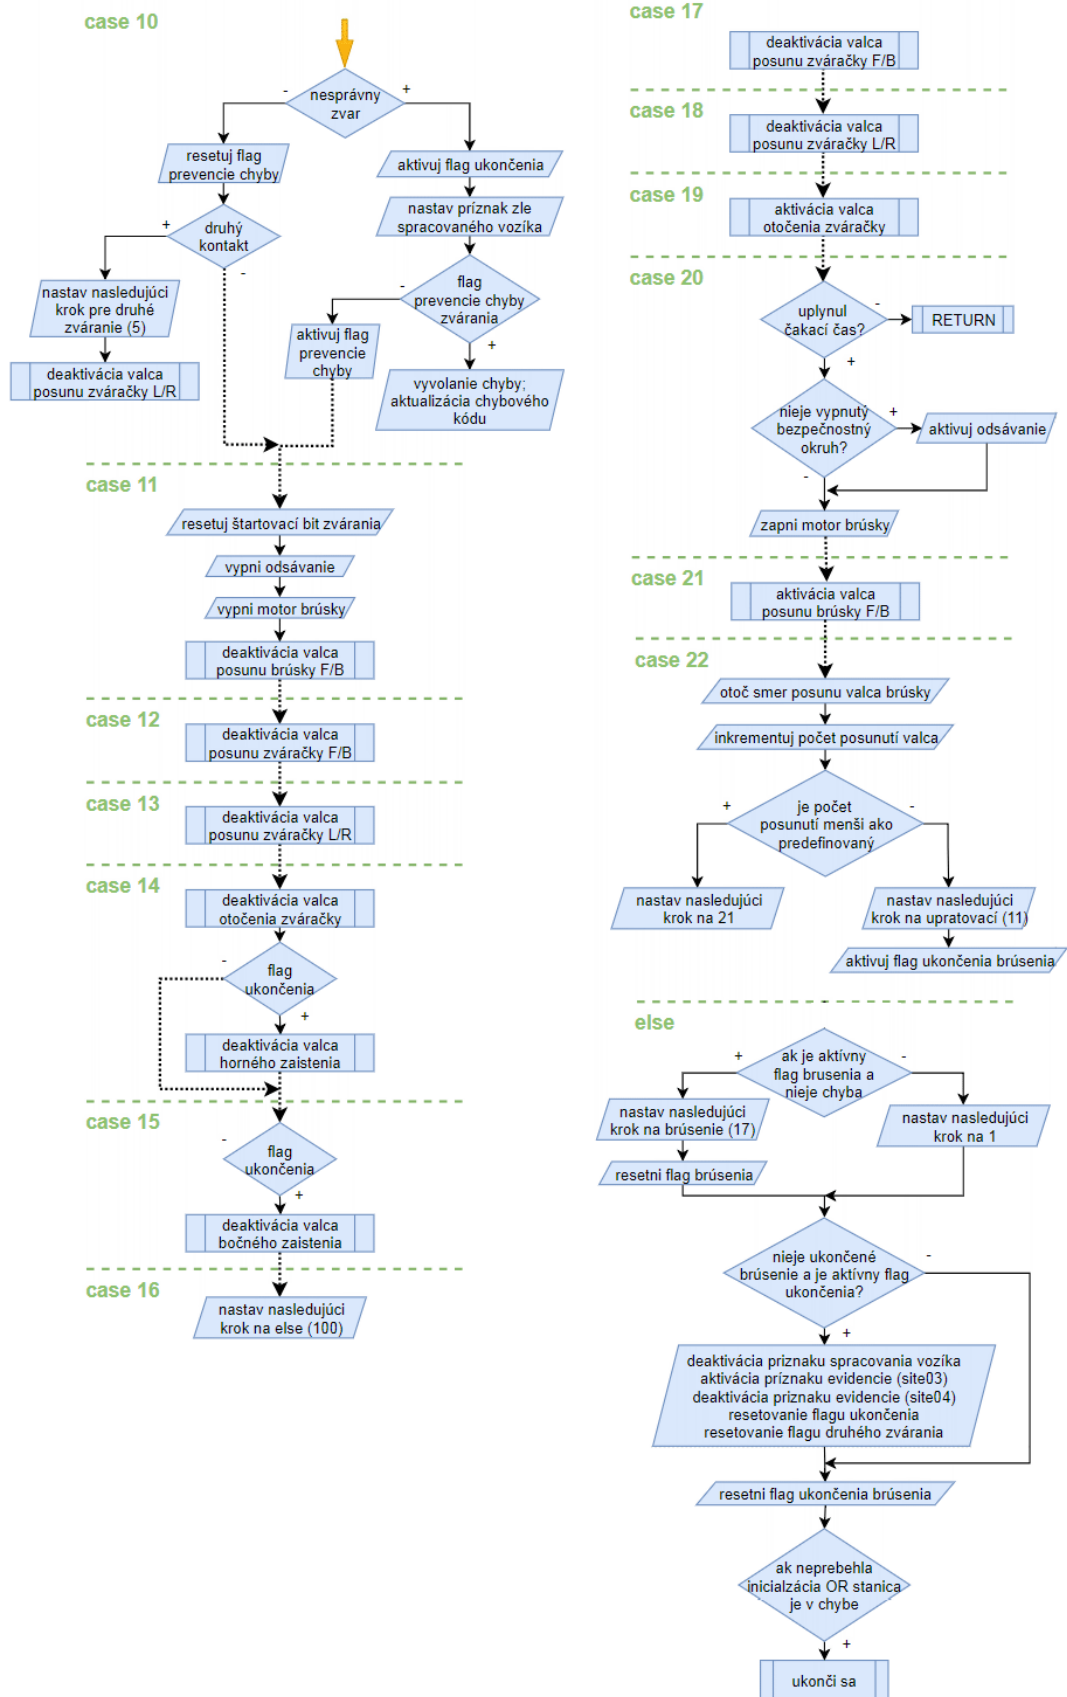 case 10
nesprávny
zvar
-
+
resetuj flag
prevencie chyby
aktivuj flag ukončenia
nastav príznak zle
spracovaného vozíka
druhý
kontakt
+
-
nastav nasledujúci
krok pre druhé
zváranie (5)
deaktivácia valca
posunu zváračky L/R
flag
prevencie chyby
zvárania
-
+
aktivuj flag
prevencie
chyby
vyvolanie chyby;
aktualizácia chybového
kódu
case 11
resetuj štartovací bit zvárania
vypni odsávanie
vypni motor brúsky
deaktivácia valca
posunu brúsky F/B
case 12
deaktivácia valca
posunu zváračky F/B
case 13
deaktivácia valca
posunu zváračky L/R
case 14
deaktivácia valca
otočenia zváračky
-
flag
ukončenia
+
deaktivácia valca
horného zaistenia
case 15
-
flag
ukončenia
+
deaktivácia valca
bočného zaistenia
case 16
nastav nasledujúci
krok na else (100)
case 17
deaktivácia valca
posunu zváračky F/B
case 18
deaktivácia valca
posunu zváračky L/R
case 19
aktivácia valca
otočenia zváračky
case 20
uplynul
čakací čas?
-
RETURN
+
nieje vypnutý
bezpečnostný
okruh?
+
aktivuj odsávanie
-
zapni motor brúsky
case 21
aktivácia valca
posunu brúsky F/B
case 22
otoč smer posunu valca brúsky
inkrementuj počet posunutí valca
+
-
je počet
posunutí menši ako
predefinovaný
nastav nasledujúci
krok na 21
nastav nasledujúci
krok na upratovací (11)
aktivuj flag ukončenia brúsenia
else
+
-
ak je aktívny
flag brusenia a
nieje chyba
nastav nasledujúci
krok na brúsenie (17)
nastav nasledujúci
krok na 1
resetni flag brúsenia
nieje ukončené
brúsenie a je aktívny flag
ukončenia?
-
+
deaktivácia priznaku spracovania vozíka
aktivácia príznaku evidencie (site03)
deaktivácia priznaku evidencie (site04)
resetovanie flagu ukončenia
resetovanie flagu druhého zvárania
resetni flag ukončenia brúsenia
ak neprebehla
inicialzácia OR stanica
je v chybe
+
ukonči sa